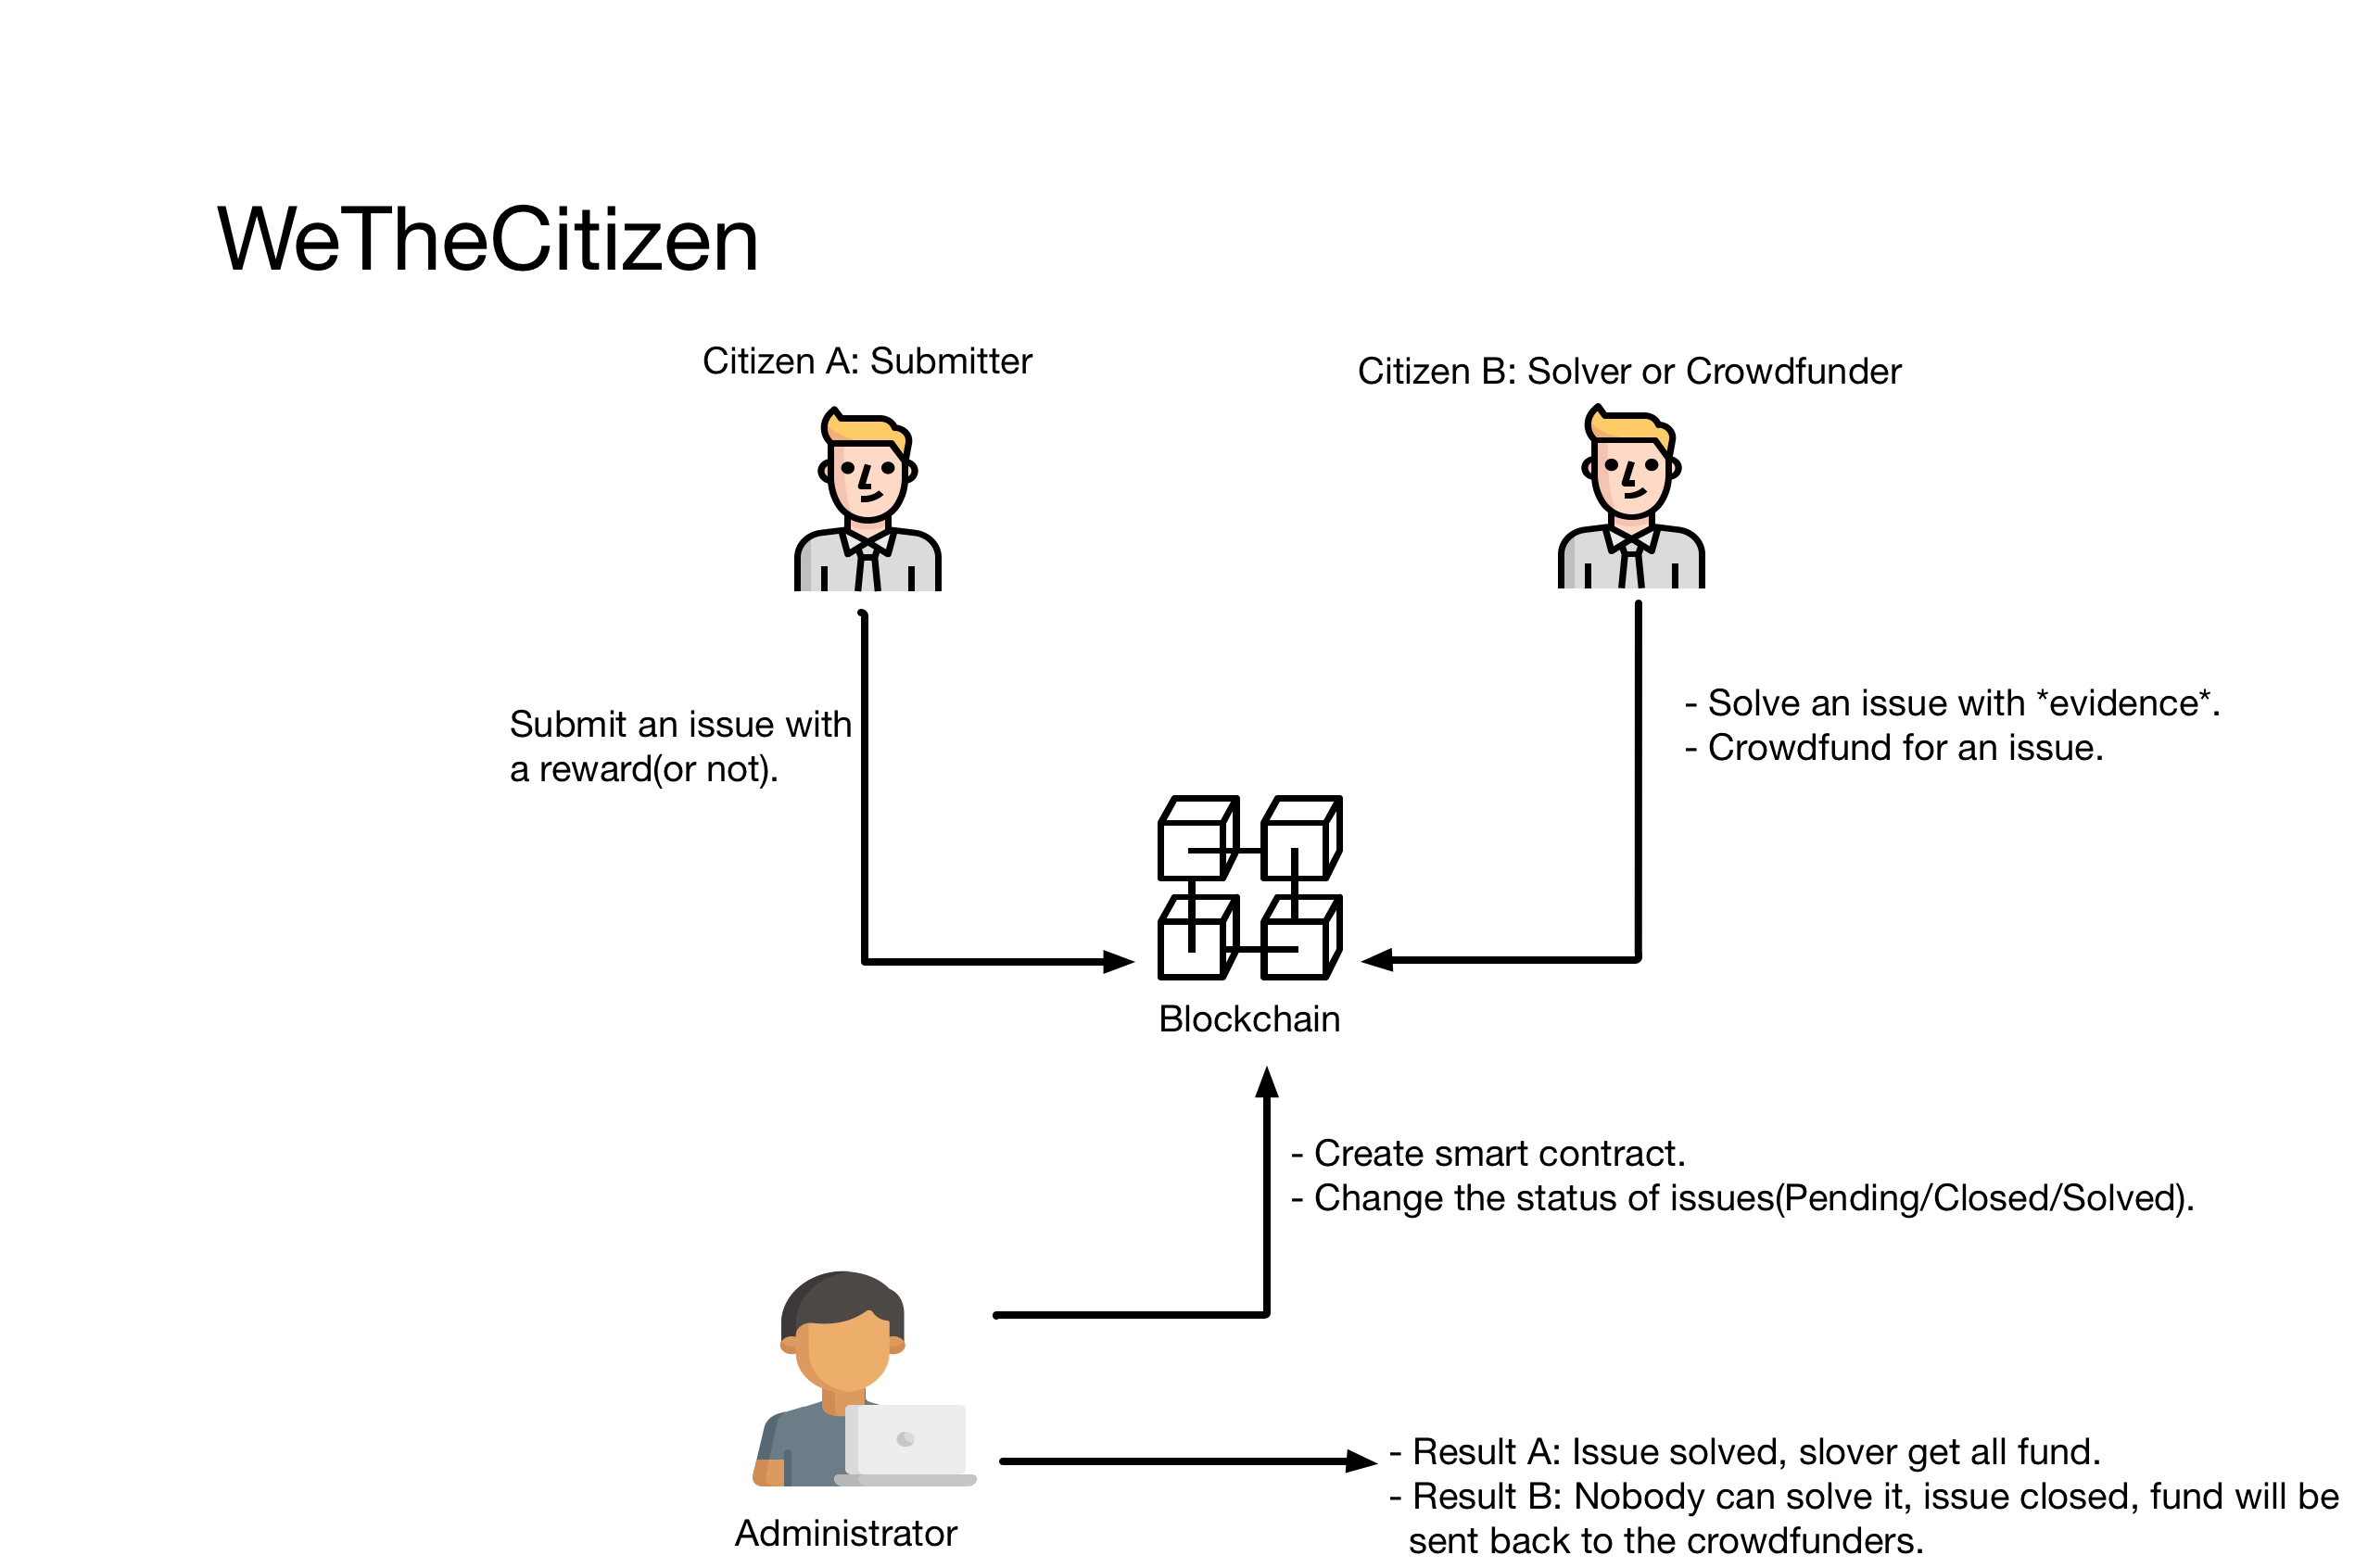 WeTheCitizen
Citizen A: Submitter
Citizen B: Solver or Crowdfunder
Submit an issue with
a reward(or not).
- Solve an issue with *evidence*.
- Crowdfund for an issue.
Blockchain
- Create smart contract.
- Change the status of issues(Pending/Closed/Solved).
Administrator
- Result A: Issue solved, slover get all fund.
- Result B: Nobody can solve it, issue closed, fund will be
sent back to the crowdfunders.